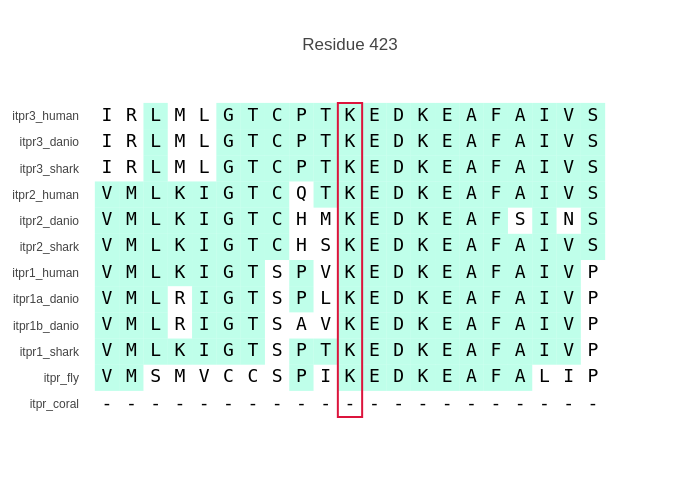 Residue 423
itpr3_human I R L M L G T C P T K E D K E A F A I V S
itpr3_danio I R L M L G T C P T K E D K E A F A I V S
itpr3_shark I R L M L G T C P T K E D K E A F A I V S
itpr2_human V M L K I G T C Q T K E D K E A F A I V S
itpr2_danio V M L K I G T C H M K E D K E A F S I N S
itpr2_shark V M L K I G T C H S K E D K E A F A I V S
itpr1_human V M L K I G T S P V K E D K E A F A I V P
itpr1a_danio V M L R I G T S P L K E D K E A F A I V P
itpr1b_danio V M L R I G T S A V K E D K E A F A I V P
itpr1_shark V M L K I G T S P T K E D K E A F A I V P
itpr_fly V M S M V C C S P I K E D K E A F A L I P
itpr_coral - - - - - - - - - - - - - - - - - - - - -